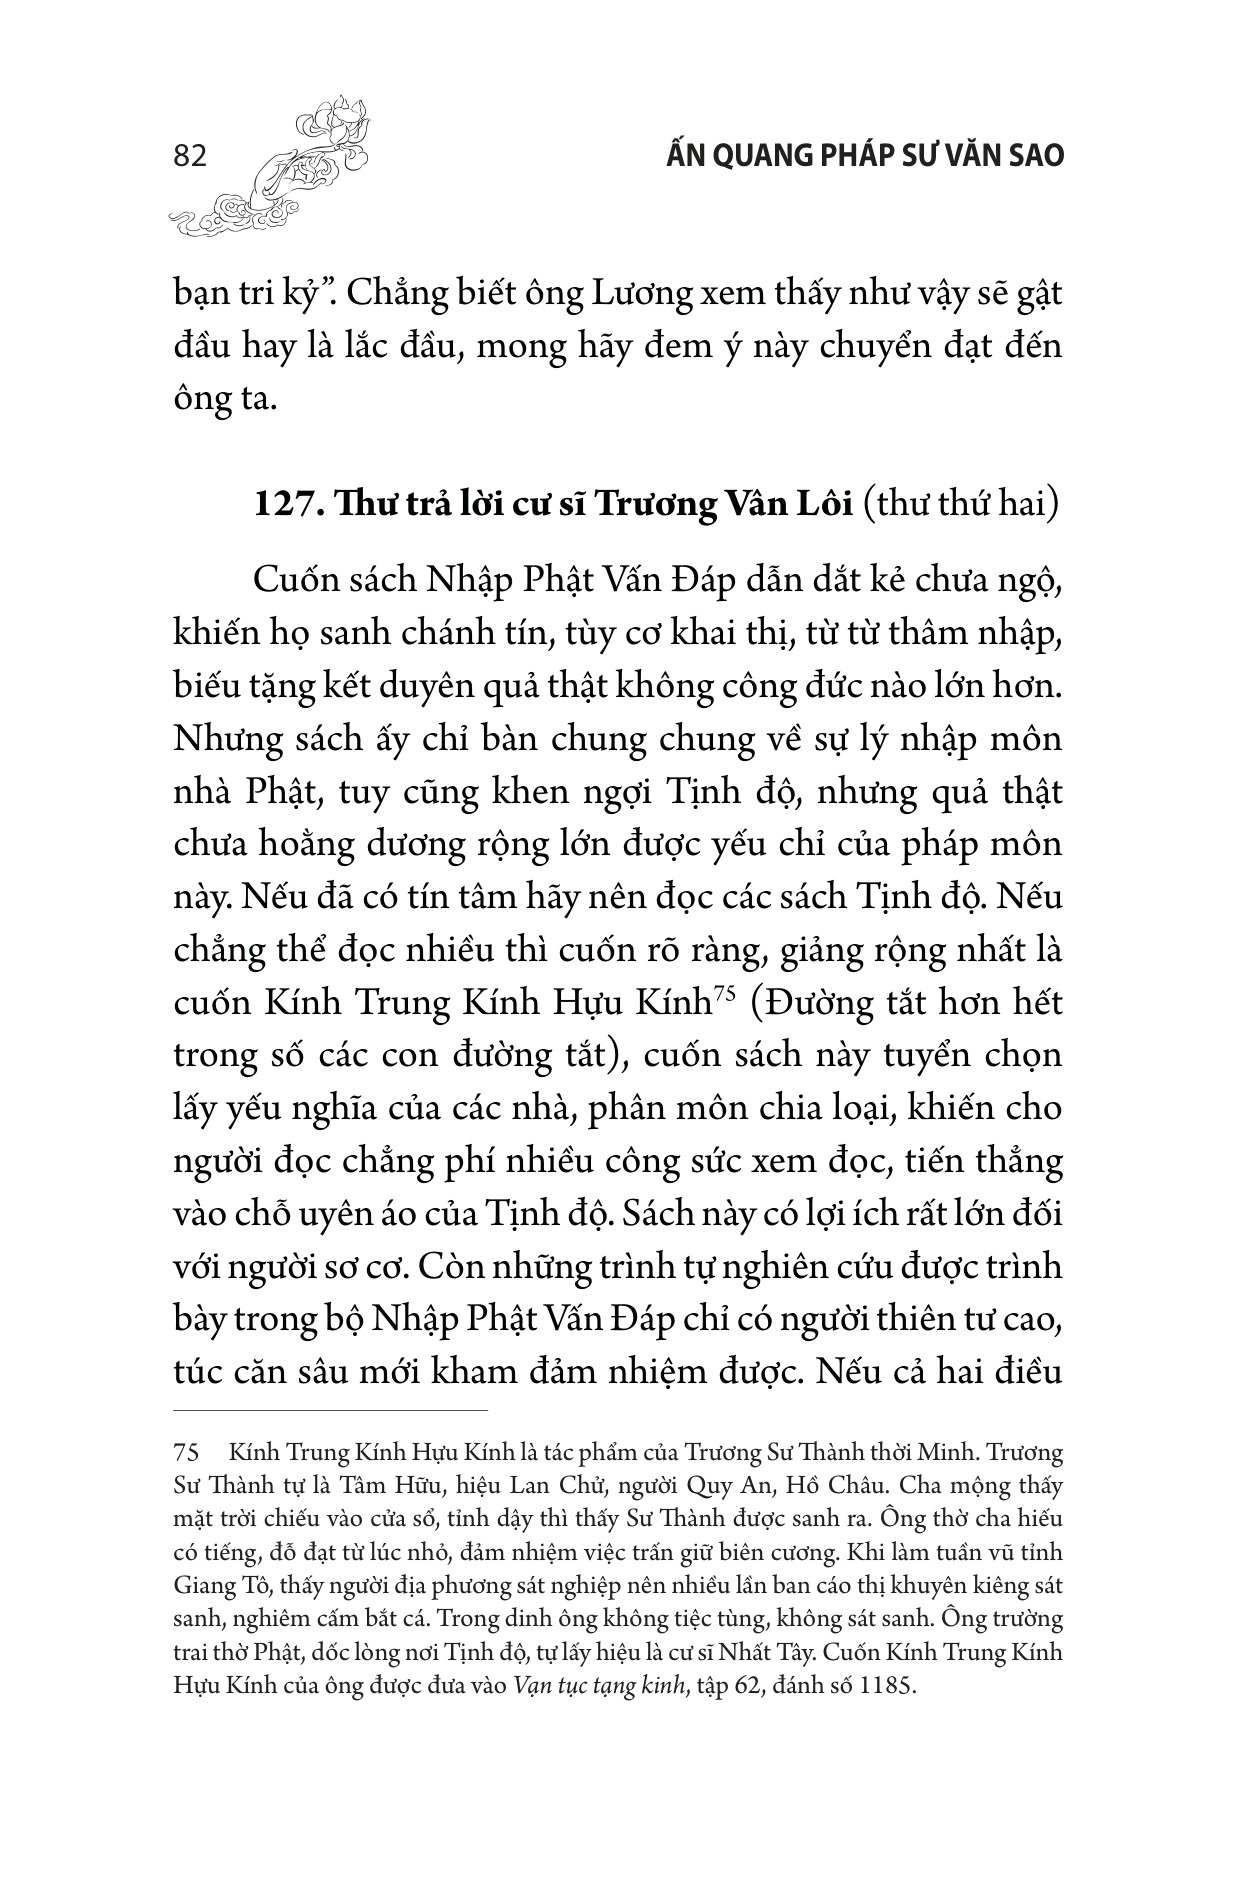 82
ẤN QUANG PHÁP SƯ VĂN SAO
bạn tri kỷ”. Chẳng biết ông Lương xem thấy như vậy sẽ gật
đầu hay là lắc đầu, mong hãy đem ý này chuyển đạt đến
ông ta.
127. Thư trả lời cư sĩ Trương Vân Lôi (thư thứ hai)
Cuốn sách Nhập Phật Vấn Đáp dẫn dắt kẻ chưa ngộ,
khiến họ sanh chánh tín, tùy cơ khai thị, từ từ thâm nhập,
biếu tặng kết duyên quả thật không công đức nào lớn hơn.
Nhưng sách ấy chỉ bàn chung chung về sự lý nhập môn
nhà Phật, tuy cũng khen ngợi Tịnh độ, nhưng quả thật
chưa hoằng dương rộng lớn được yếu chỉ của pháp môn
này. Nếu đã có tín tâm hãy nên đọc các sách Tịnh độ. Nếu
chẳng thể đọc nhiều thì cuốn rõ ràng, giảng rộng nhất là
cuốn Kính Trung Kính Hựu Kính75 (Đường tắt hơn hết
trong số các con đường tắt), cuốn sách này tuyển chọn
lấy yếu nghĩa của các nhà, phân môn chia loại, khiến cho
người đọc chẳng phí nhiều công sức xem đọc, tiến thẳng
vào chỗ uyên áo của Tịnh độ. Sách này có lợi ích rất lớn đối
với người sơ cơ. Còn những trình tự nghiên cứu được trình
bày trong bộ Nhập Phật Vấn Đáp chỉ có người thiên tư cao,
túc căn sâu mới kham đảm nhiệm được. Nếu cả hai điều
75 Kính Trung Kính Hựu Kính là tác phẩm của Trương Sư Thành thời Minh. Trương
Sư Thành tự là Tâm Hữu, hiệu Lan Chử, người Quy An, Hồ Châu. Cha mộng thấy
mặt trời chiếu vào cửa sổ, tỉnh dậy thì thấy Sư Thành được sanh ra. Ông thờ cha hiếu
có tiếng, đỗ đạt từ lúc nhỏ, đảm nhiệm việc trấn giữ biên cương. Khi làm tuần vũ tỉnh
Giang Tô, thấy người địa phương sát nghiệp nên nhiều lần ban cáo thị khuyên kiêng sát
sanh, nghiêm cấm bắt cá. Trong dinh ông không tiệc tùng, không sát sanh. Ông trường
trai thờ Phật, dốc lòng nơi Tịnh độ, tự lấy hiệu là cư sĩ Nhất Tây. Cuốn Kính Trung Kính
Hựu Kính của ông được đưa vào Vạn tục tạng kinh, tập 62, đánh số 1185.